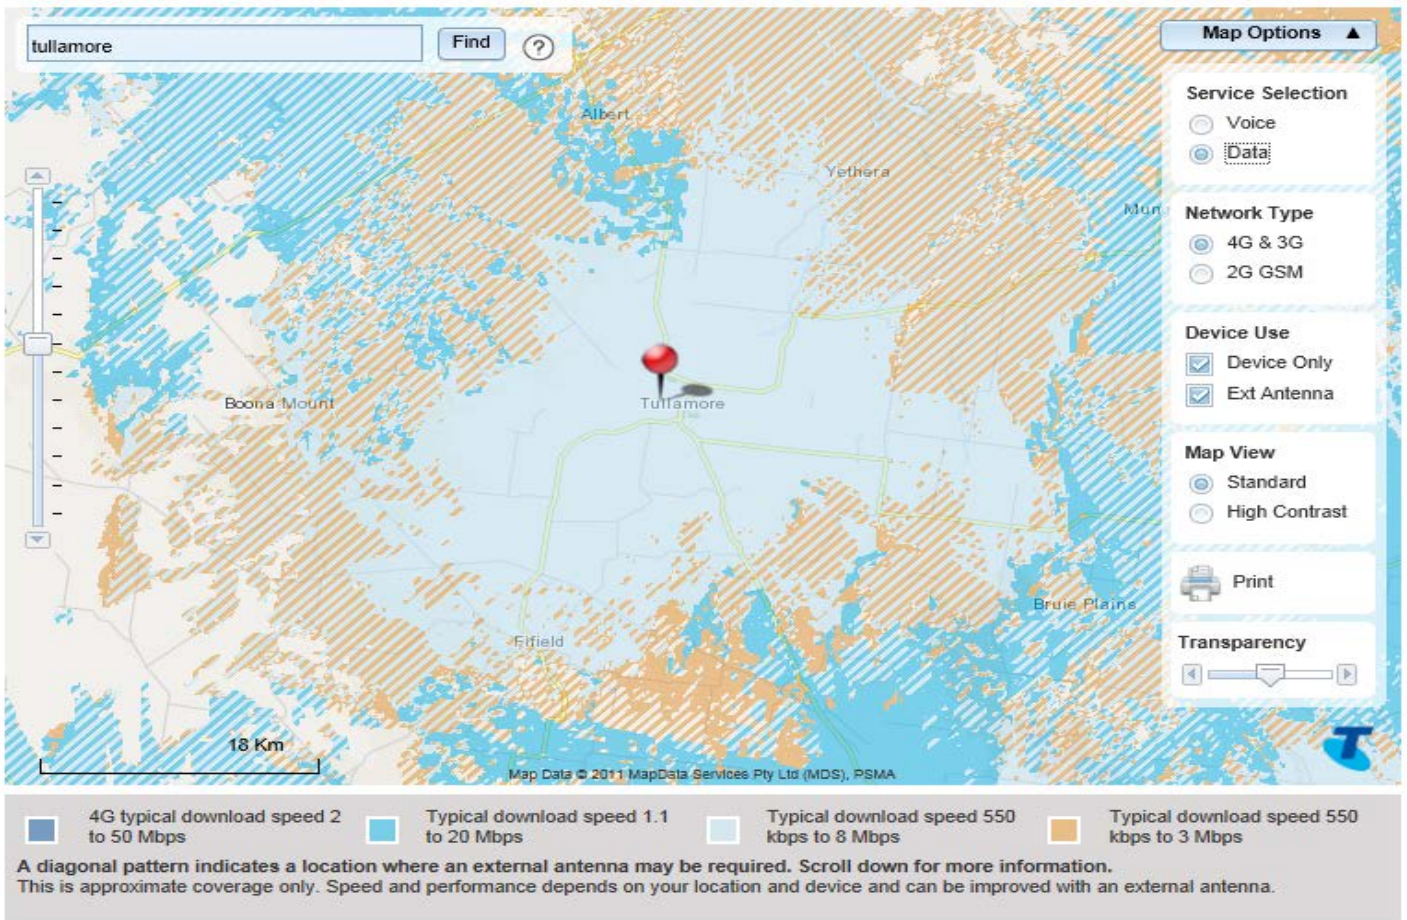 tullamore
Find
?
Map Options ▲
Service Selection
Voice
Data
Network Type
4G & 3G
2G GSM
Device Use
Device Only
Ext Antenna
Map View
Standard
High Contrast
Print
Transparency
Albert
Yethera
Mun
Boona Mount
Tullamore
Bruie Plains
Fifield
18 Km
Map Data © 2011 MapData Services Pty Ltd (MDS), PSMA
T
4G typical download speed 2
to 50 Mbps
Typical download speed 1.1
to 20 Mbps
Typical download speed 550
kbps to 8 Mbps
Typical download speed 550
kbps to 3 Mbps
A diagonal pattern indicates a location where an external antenna may be required. Scroll down for more information.
This is approximate coverage only. Speed and performance depends on your location and device and can be improved with an external antenna.